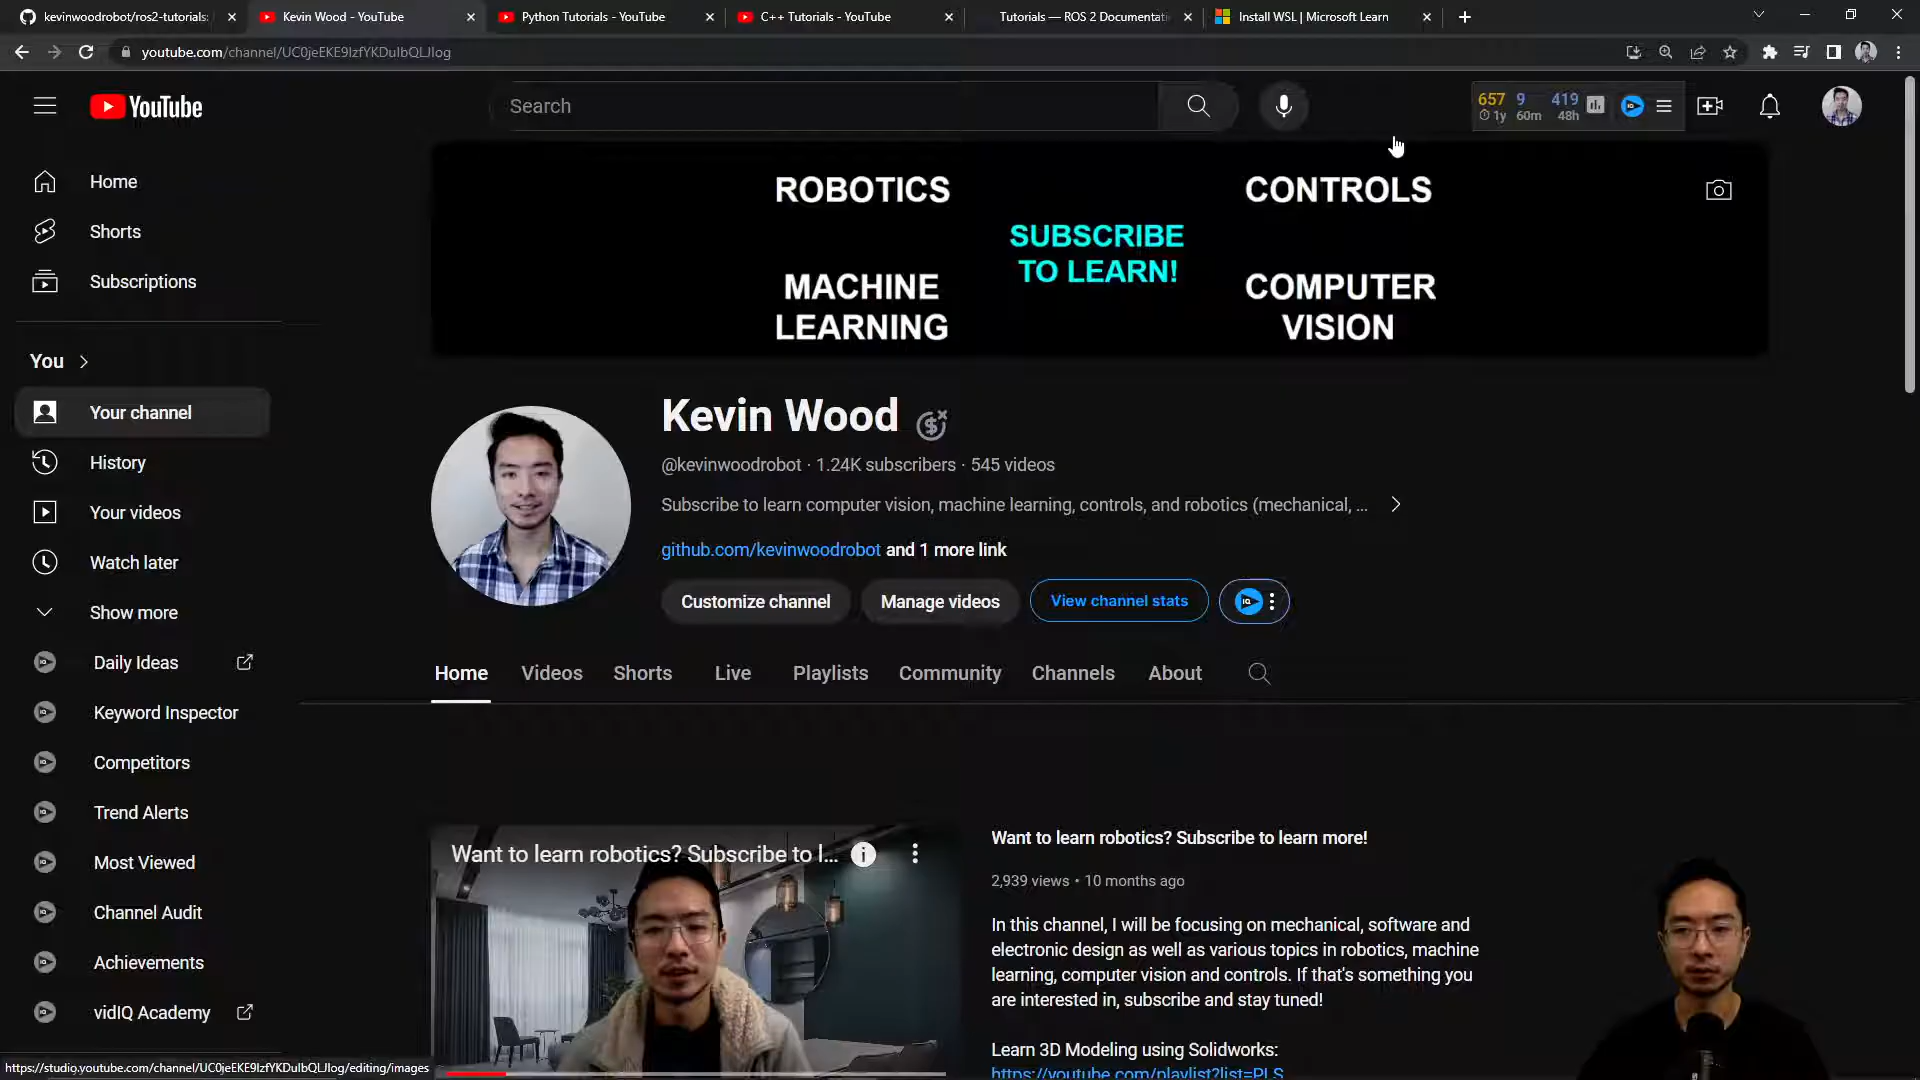 kevinwoodrobot/ros2-tutorials:
Kevin Wood - YouTube
Python Tutorials - YouTube
C++ Tutorials - YouTube
Tutorials — ROS 2 Documentati
Install WSL | Microsoft Learn
youtube.com/channel/UC0jeEKE9IzfYKDuIbQLJIog
YouTube
Search
657 9 419
1y 60m 48h
Home
Shorts
Subscriptions
You
Your channel
History
Your videos
Watch later
Show more
Daily Ideas
Keyword Inspector
Competitors
Trend Alerts
Most Viewed
Channel Audit
Achievements
vidIQ Academy
ROBOTICS
CONTROLS
SUBSCRIBE
TO LEARN!
MACHINE
LEARNING
COMPUTER
VISION
Kevin Wood
@kevinwoodrobot · 1.24K subscribers · 545 videos
Subscribe to learn computer vision, machine learning, controls, and robotics (mechanical, ...
github.com/kevinwoodrobot and 1 more link
Customize channel
Manage videos
View channel stats
IQ
Home
Videos
Shorts
Live
Playlists
Community
Channels
About
Want to learn robotics? Subscribe to l...
Want to learn robotics? Subscribe to learn more!
2,939 views • 10 months ago
In this channel, I will be focusing on mechanical, software and
electronic design as well as various topics in robotics, machine
learning, computer vision and controls. If that's something you
are interested in, subscribe and stay tuned!
Learn 3D Modeling using Solidworks:
https://youtube.com/playlist?list=PLS
https://studio.youtube.com/channel/UC0jeEKE9IzfYKDuIbQLJIog/editing/images